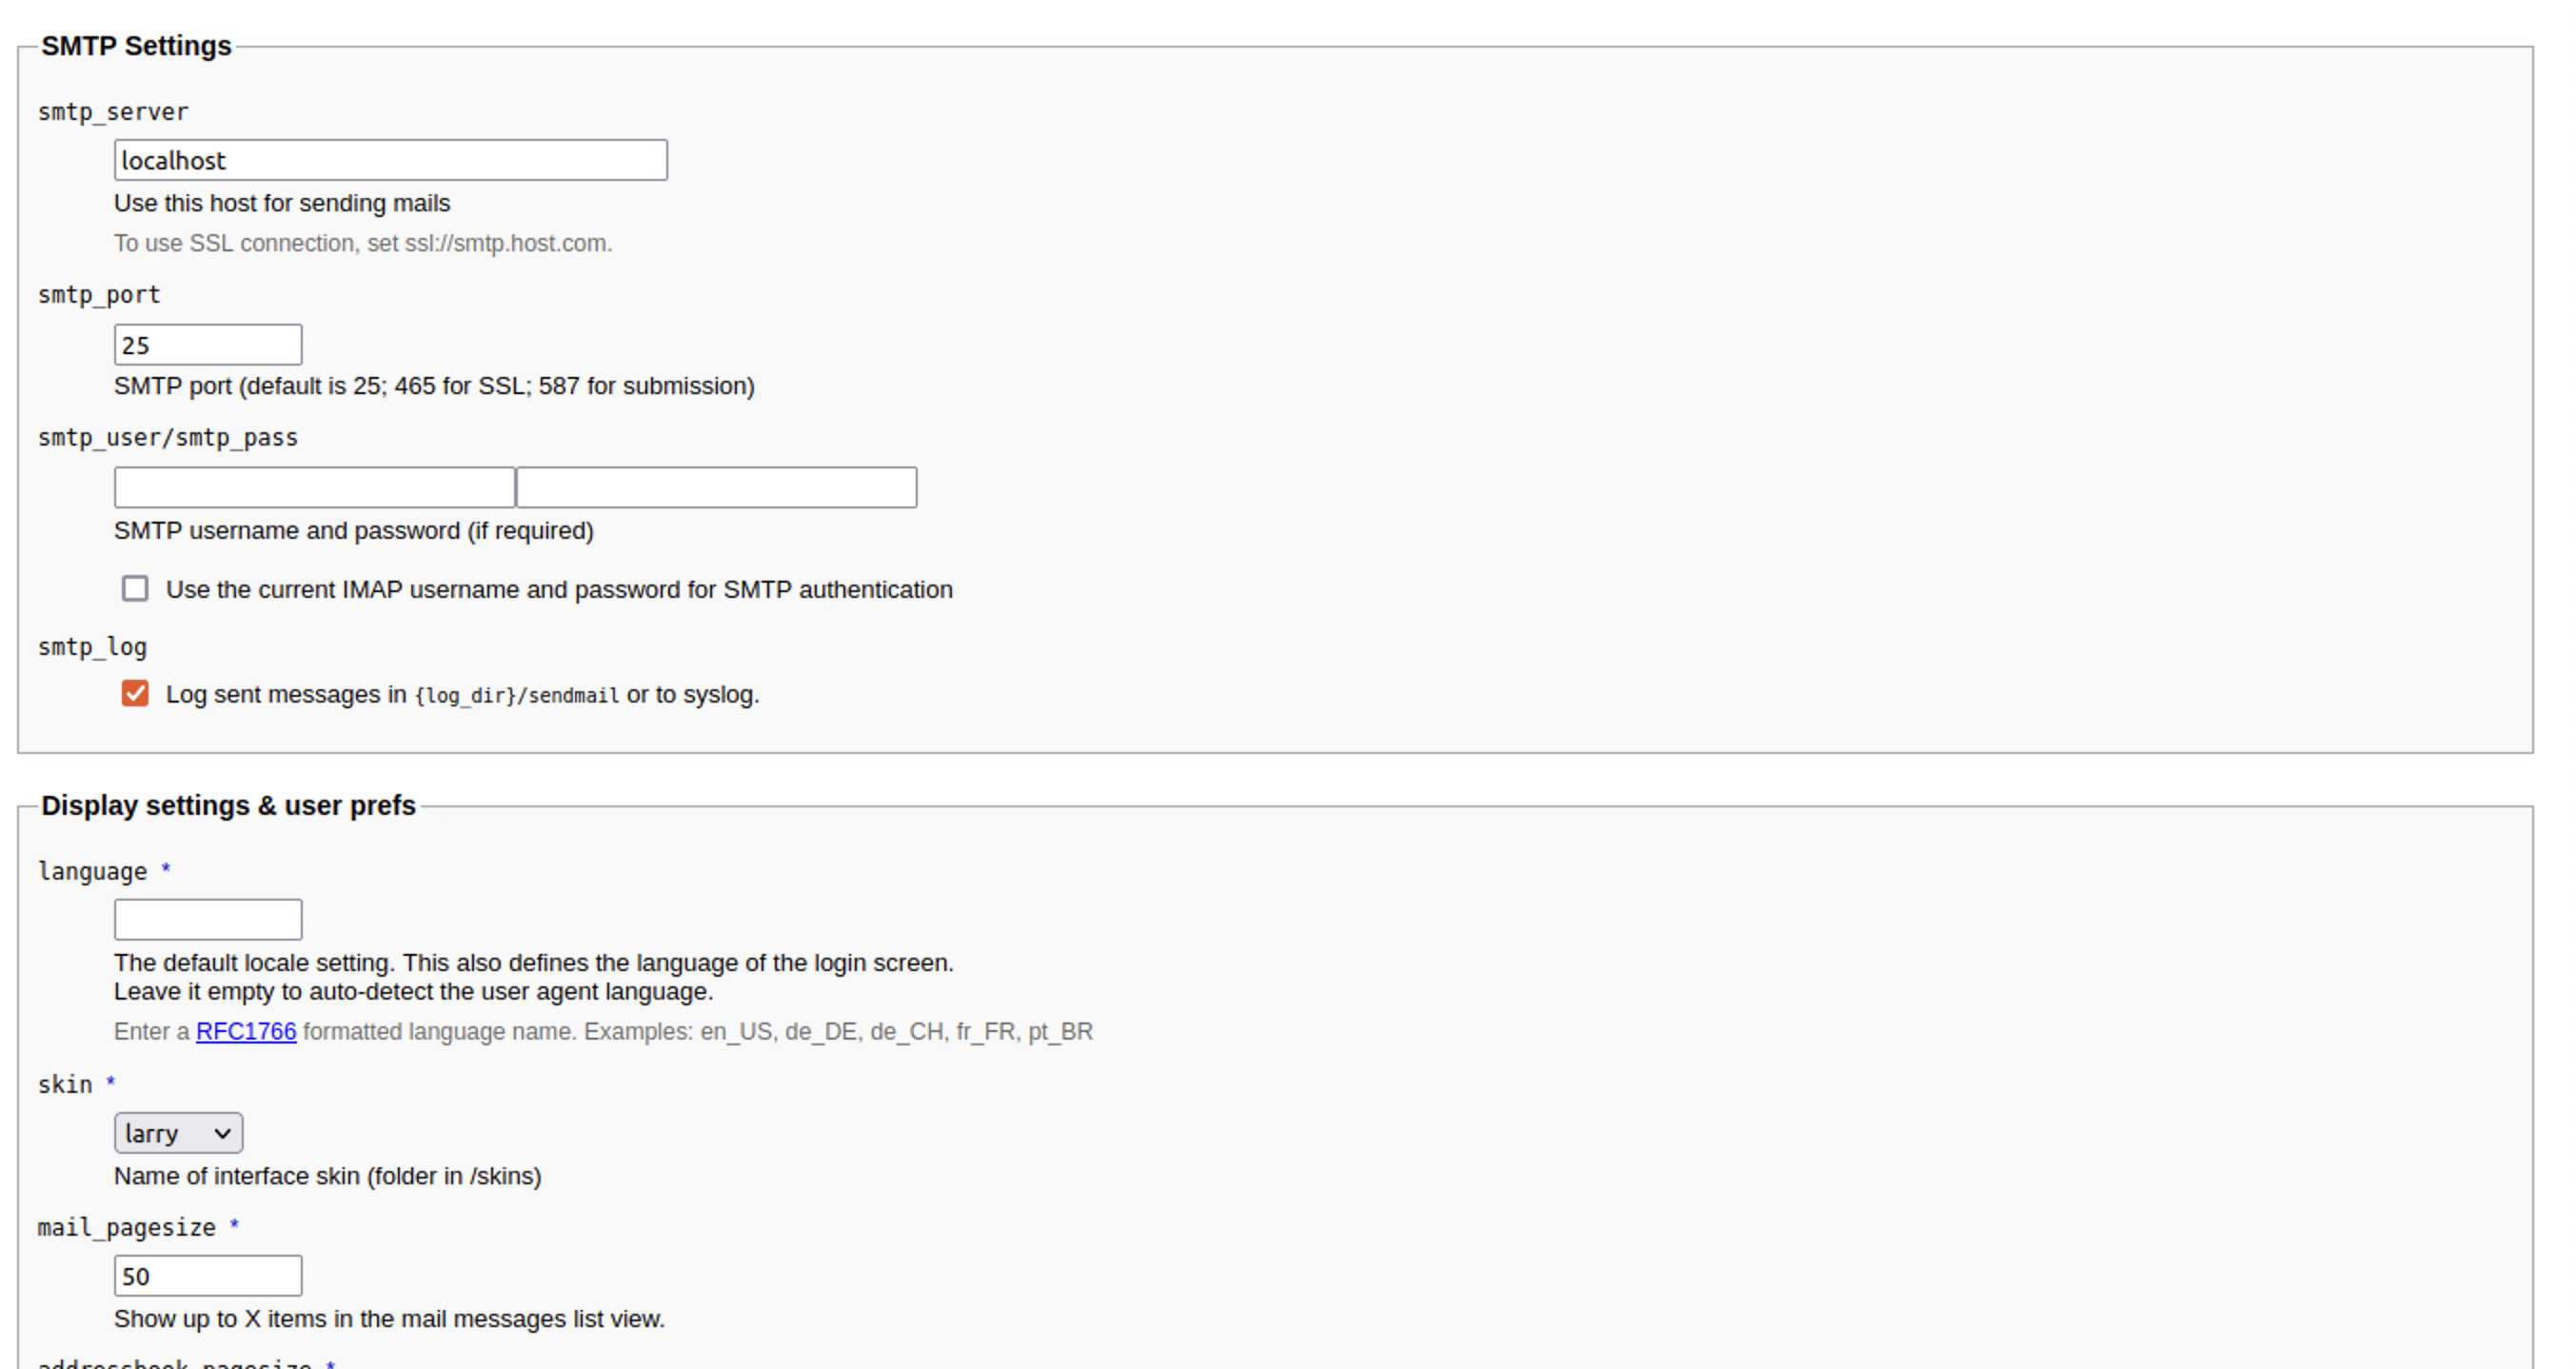 SMTP Settings
smtp_server
localhost
Use this host for sending mails
To use SSL connection, set ssl://smtp.host.com.
smtp_port
25
SMTP port (default is 25; 465 for SSL; 587 for submission)
smtp_user/smtp_pass
SMTP username and password (if required)
Use the current IMAP username and password for SMTP authentication
smtp_log
Log sent messages in {log_dir}/sendmail or to syslog.
Display settings & user prefs
language *
The default locale setting. This also defines the language of the login screen.
Leave it empty to auto-detect the user agent language.
Enter a RFC1766 formatted language name. Examples: en_US, de_DE, de_CH, fr_FR, pt_BR
skin *
larry
Name of interface skin (folder in /skins)
mail_pagesize *
50
Show up to X items in the mail messages list view.
addressbook_pagesize *